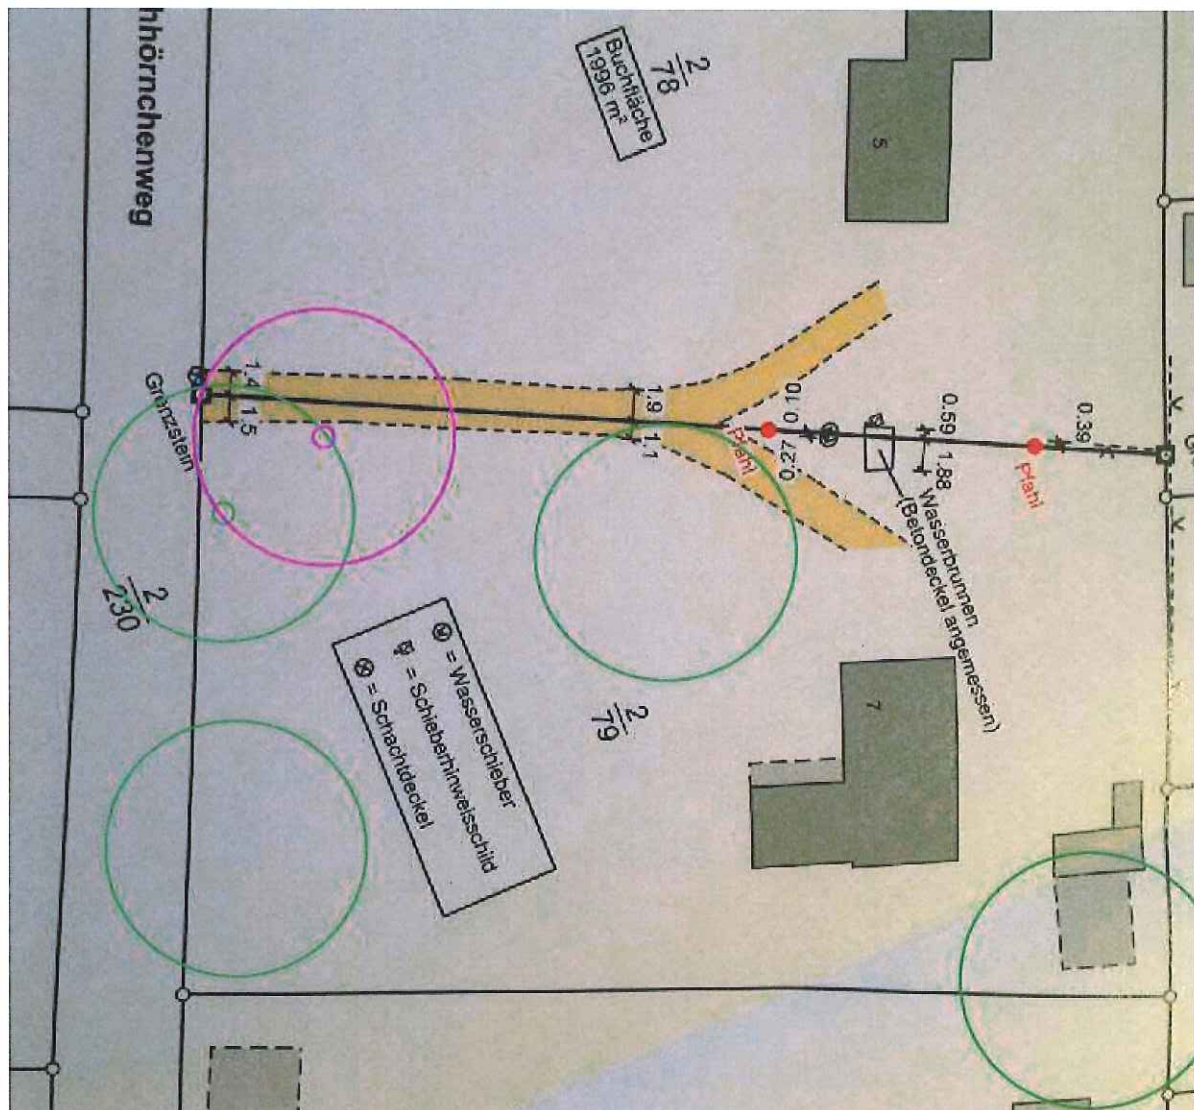 hhörnchenweg
2
78
Buchfläche
1996 m²
5
Grenzstein
1.4
1.5
1.9
1.1
Pfahl
0.10
0.27
0.59
1.88
0.39
Pfahl
Wasserbrunnen
(Betondeckel angemessen)
2
230
2
79
7
= Wasserschieber
= Schieberhinweisschild
= Schachtdeckel